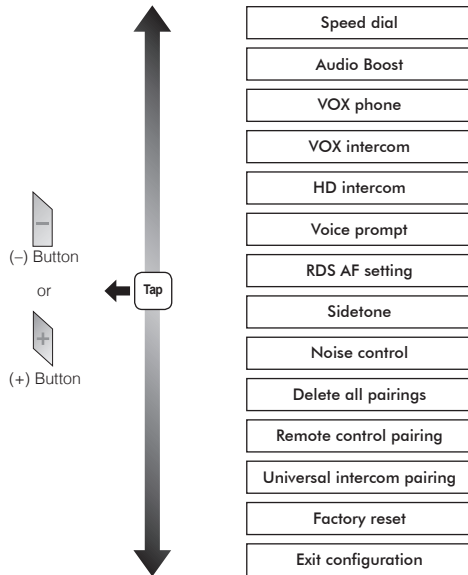 Speed dial
Audio Boost
VOX phone
VOX intercom
HD intercom
Voice prompt
RDS AF setting
Sidetone
Noise control
Delete all pairings
Remote control pairing
Universal intercom pairing
Factory reset
Exit configuration
−
(−) Button
or
+
(+) Button
Tap